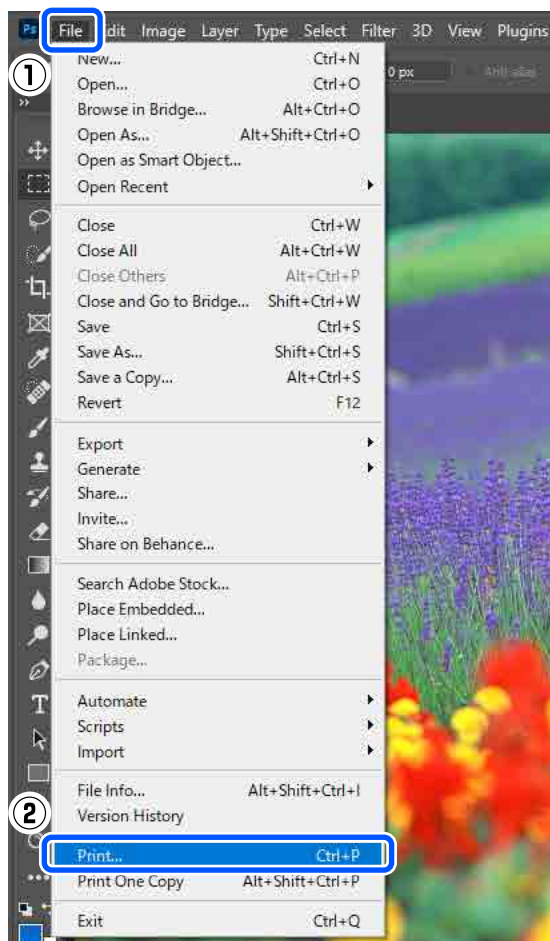 Ps File Edit Image Layer Type Select Filter 3D View Plugins
①
0 px Anti-alias
New... Ctrl+N
Open... Ctrl+O
Browse in Bridge... Alt+Ctrl+O
Open As... Alt+Shift+Ctrl+O
Open as Smart Object...
Open Recent
Close Ctrl+W
Close All Alt+Ctrl+W
Close Others Alt+Ctrl+P
Close and Go to Bridge... Shift+Ctrl+W
Save Ctrl+S
Save As... Shift+Ctrl+S
Save a Copy... Alt+Ctrl+S
Revert F12
Export
Generate
Share...
Invite...
Share on Behance...
Search Adobe Stock...
Place Embedded...
Place Linked...
Package...
Automate
Scripts
Import
File Info... Alt+Shift+Ctrl+I
Version History
②
Print... Ctrl+P
Print One Copy Alt+Shift+Ctrl+P
Exit Ctrl+Q